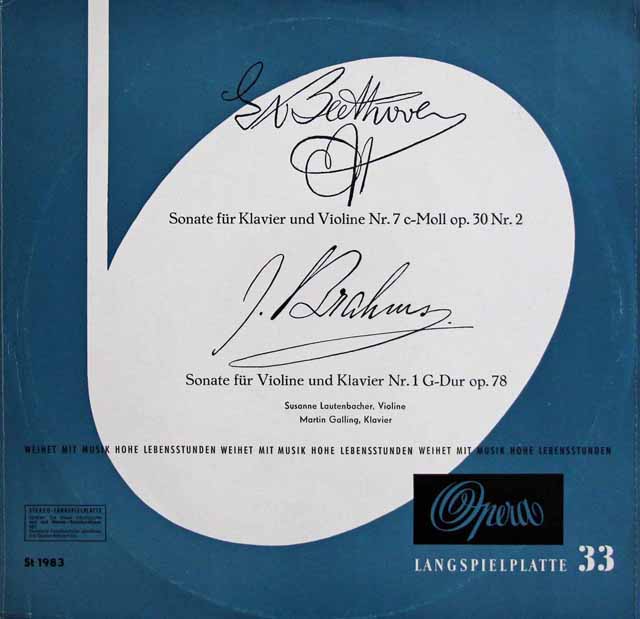 L v Beethoven
Sonate für Klavier und Violine Nr. 7 c-Moll op. 30 Nr. 2
J. Brahms.
Sonate für Violine und Klavier Nr. 1 G-Dur op. 78
Susanne Lautenbacher, Violine
Martin Galling, Klavier
WEIHET MIT MUSIK HOHE LEBENSSTUNDEN WEIHET MIT MUSIK HOHE LEBENSSTUNDEN WEIHET MIT MUSIK HOHE LEBENSSTUNDEN
STEREO-LANGSPIELPLATTE
St 1983
Opera
LANGSPIELPLATTE 33